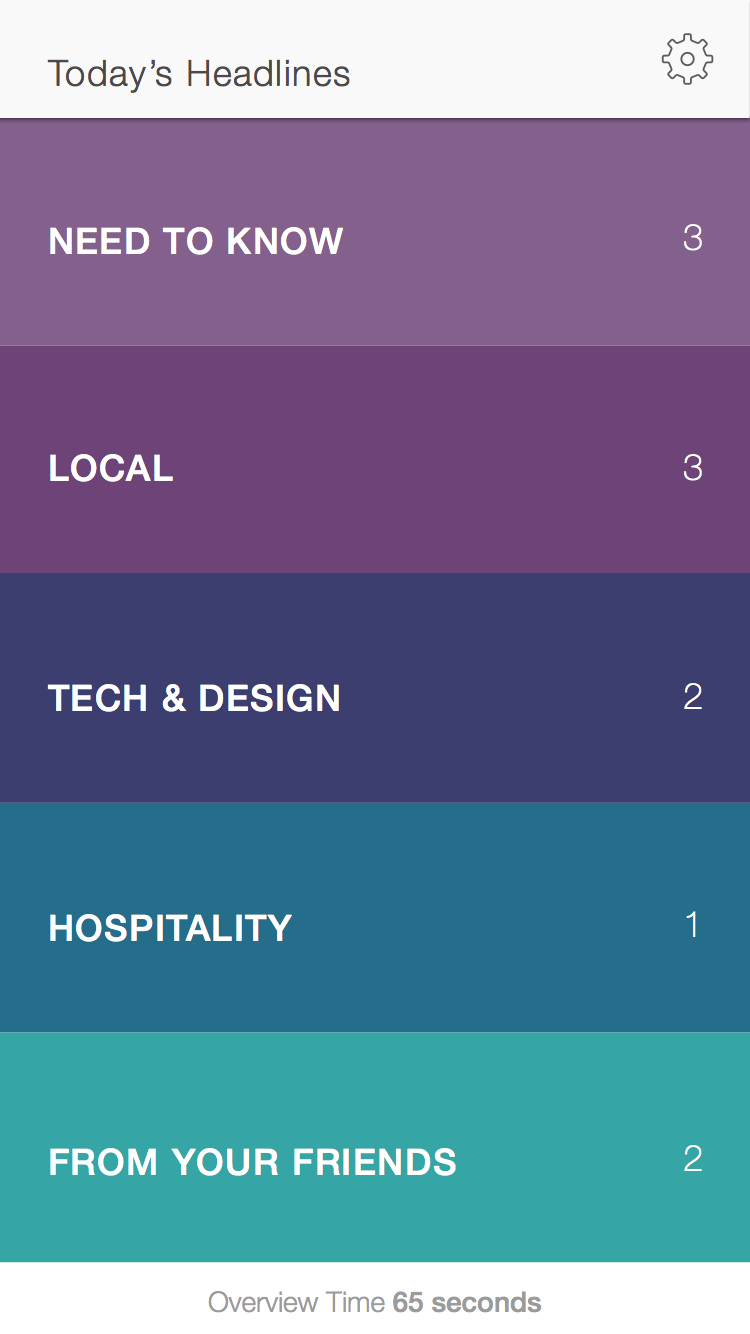 Today’s Headlines
NEED TO KNOW 3
LOCAL 3
TECH & DESIGN 2
HOSPITALITY 1
FROM YOUR FRIENDS 2
Overview Time 65 seconds